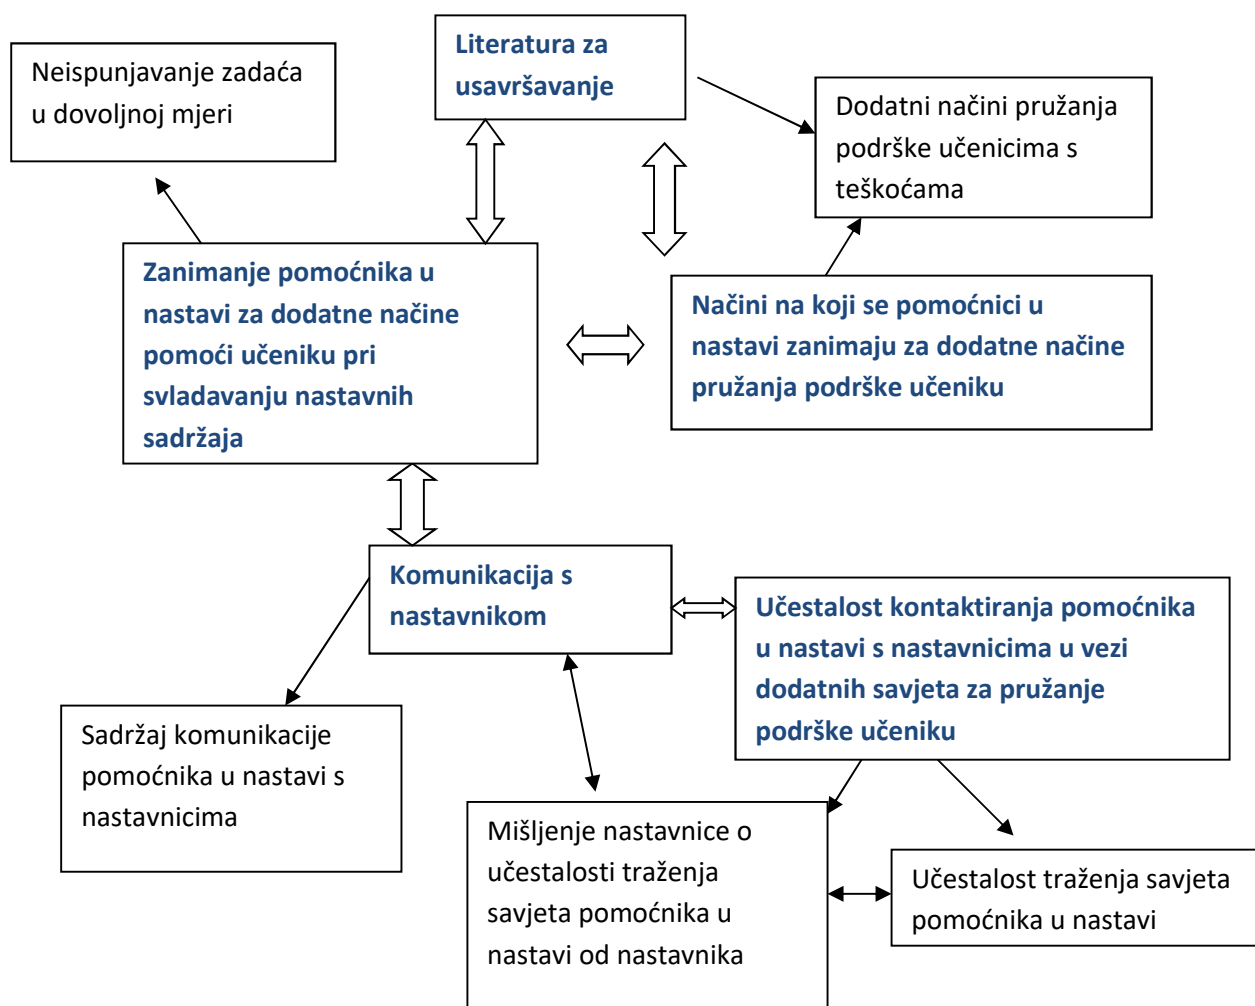 Literatura za
usavršavanje
Neispunjavanje zadaća
u dovoljnoj mjeri
Dodatni načini pružanja
podrške učenicima s
teškoćama
Zanimanje pomoćnika u
nastavi za dodatne načine
pomoći učeniku pri
svladavanju nastavnih
sadržaja
Načini na koji se pomoćnici u
nastavi zanimaju za dodatne načine
pružanja podrške učeniku
Komunikacija s
nastavnikom
Učestalost kontaktiranja pomoćnika
u nastavi s nastavnicima u vezi
dodatnih savjeta za pružanje
podrške učeniku
Sadržaj komunikacije
pomoćnika u nastavi s
nastavnicima
Mišljenje nastavnice o
učestalosti traženja
savjeta pomoćnika u
nastavi od nastavnika
Učestalost traženja savjeta
pomoćnika u nastavi